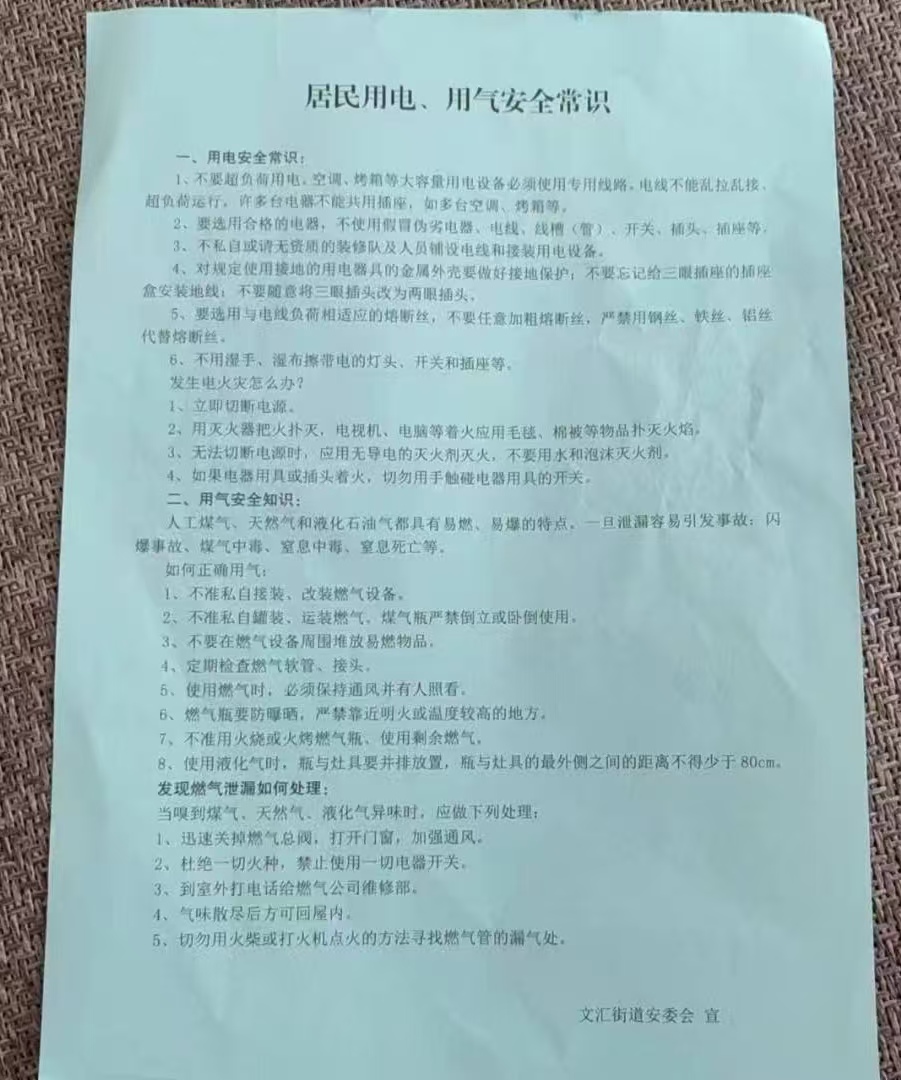 居民用电、用气安全常识
一、用电安全常识：
1、不要超负荷用电。空调、烤箱等大容量用电设备必须使用专用线路。电线不能乱拉乱接、
超负荷运行，许多台电器不能共用插座，如多台空调、烤箱等。
2、要选用合格的电器，不使用假冒伪劣电器、电线、线槽（管）、开关、插头、插座等。
3、不私自或请无资质的装修队及人员铺设电线和接装用电设备。
4、对规定使用接地的用电器具的金属外壳要做好接地保护；不要忘记给三眼插座的插座
盒安装地线；不要随意将三眼插头改为两眼插头。
5、要选用与电线负荷相适应的熔断丝，不要任意加粗熔断丝，严禁用钢丝、铁丝、铝丝
代替熔断丝。
6、不用湿手、湿布擦带电的灯头、开关和插座等。
发生电火灾怎么办？
1、立即切断电源。
2、用灭火器把火扑灭，电视机、电脑等着火应用毛毯、棉被等物品扑灭火焰。
3、无法切断电源时，应用无导电的灭火剂灭火，不要用水和泡沫灭火剂。
4、如果电器用具或插头着火，切勿用手触碰电器用具的开关。
二、用气安全知识：
人工煤气、天然气和液化石油气都具有易燃、易爆的特点，一旦泄漏容易引发事故：闪
爆事故、煤气中毒、窒息中毒、窒息死亡等。
如何正确用气：
1、不准私自接装、改装燃气设备。
2、不准私自罐装、运装燃气，煤气瓶严禁倒立或卧倒使用。
3、不要在燃气设备周围堆放易燃物品。
4、定期检查燃气软管、接头。
5、使用燃气时，必须保持通风并有人照看。
6、燃气瓶要防曝晒，严禁靠近明火或温度较高的地方。
7、不准用火烧或火烤燃气瓶、使用剩余燃气。
8、使用液化气时，瓶与灶具要并排放置，瓶与灶具的最外侧之间的距离不得少于80cm。
发现燃气泄漏如何处理：
当嗅到煤气、天然气、液化气异味时，应做下列处理：
1、迅速关掉燃气总阀，打开门窗，加强通风。
2、杜绝一切火种，禁止使用一切电器开关。
3、到室外打电话给燃气公司维修部。
4、气味散尽后方可回屋内。
5、切勿用火柴或打火机点火的方法寻找燃气管的漏气处。
文汇街道安委会 宣